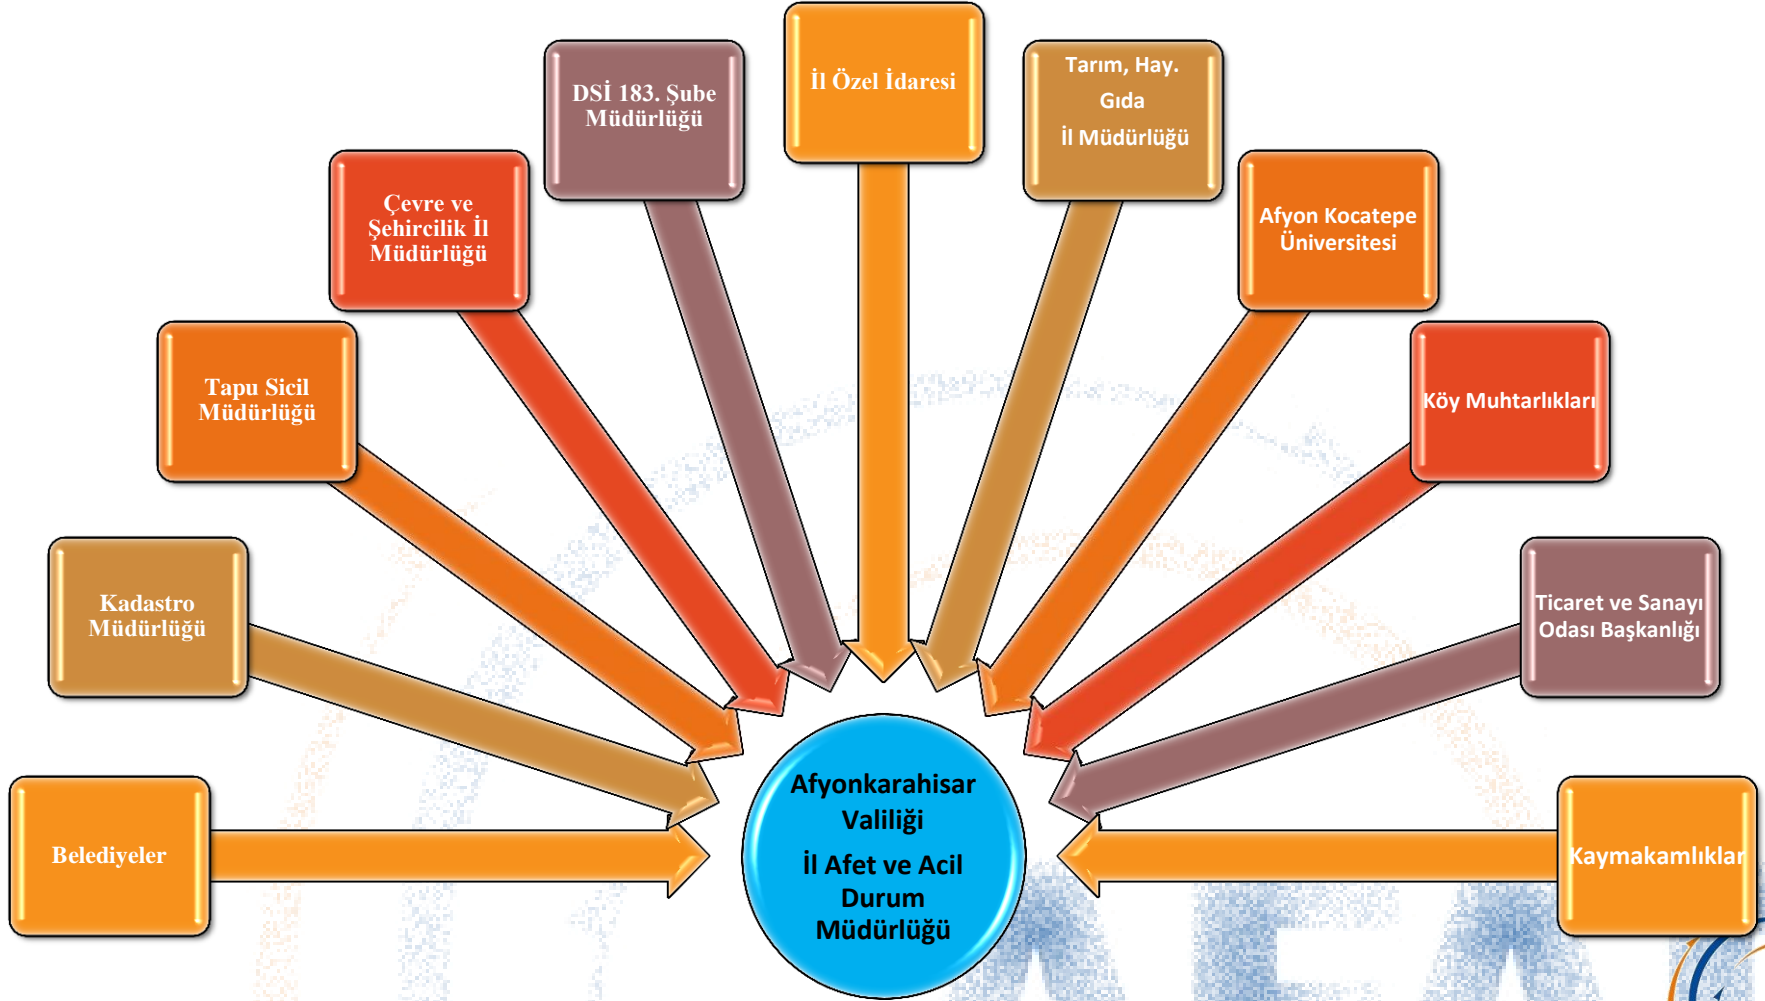 İl Özel İdaresi
DSİ 183. Şube
Müdürlüğü
Tarım, Hay.
Gıda
İl Müdürlüğü
Çevre ve
Şehircilik İl
Müdürlüğü
Afyon Kocatepe
Üniversitesi
Tapu Sicil
Müdürlüğü
Köy Muhtarlıkları
Kadastro
Müdürlüğü
Ticaret ve Sanayı
Odası Başkanlığı
Belediyeler
Kaymakamlıklar
Afyonkarahisar
Valiliği
İl Afet ve Acil
Durum
Müdürlüğü
AFAD